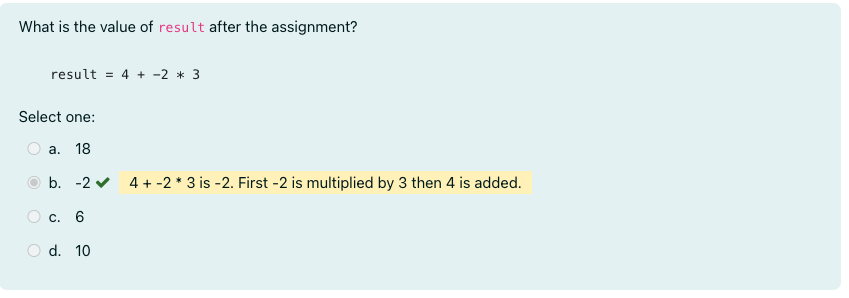 What is the value of result after the assignment?
result = 4 + -2 * 3
Select one:
a. 18
b. -2 ✔ 4 + -2 * 3 is -2. First -2 is multiplied by 3 then 4 is added.
c. 6
d. 10